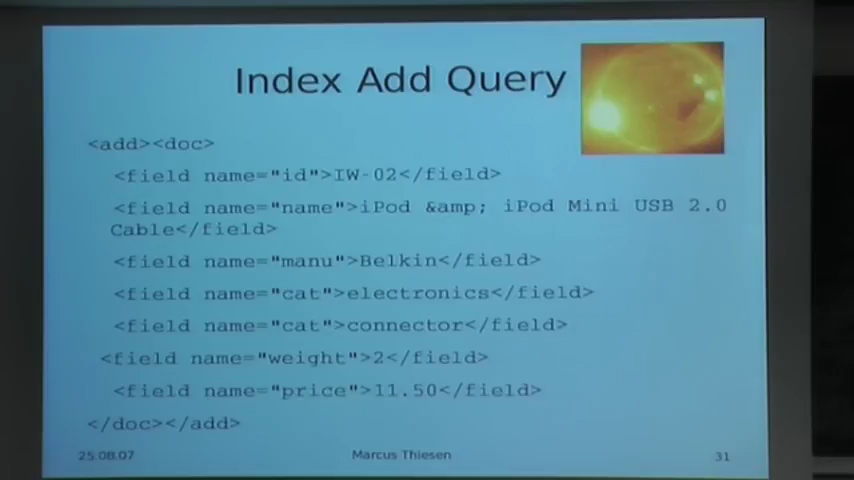 Index Add Query
<add><doc>
<field name="id">IW-02</field>
<field name="name">iPod &amp; iPod Mini USB 2.0
Cable</field>
<field name="manu">Belkin</field>
<field name="cat">electronics</field>
<field name="cat">connector</field>
<field name="weight">2</field>
<field name="price">11.50</field>
</doc></add>
25.08.07 Marcus Thiesen 31